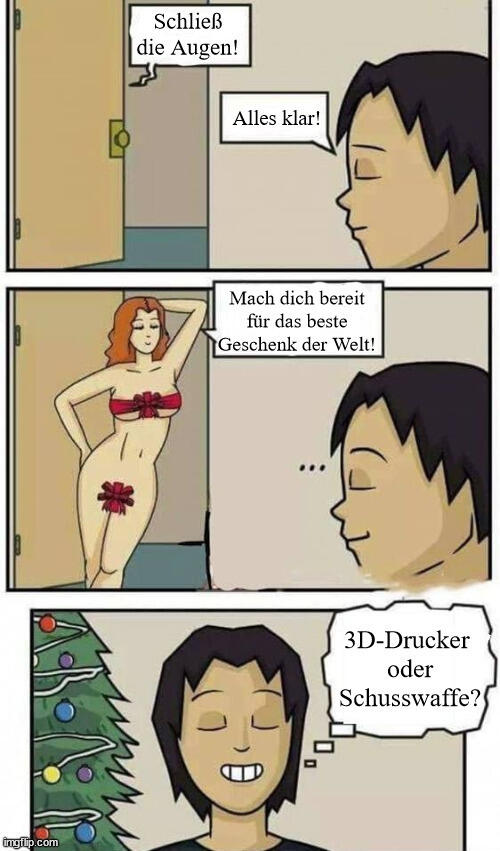 Schließ
die Augen!
Alles klar!
Mach dich bereit
für das beste
Geschenk der Welt!
...
3D-Drucker
oder
Schusswaffe?
imgflip.com